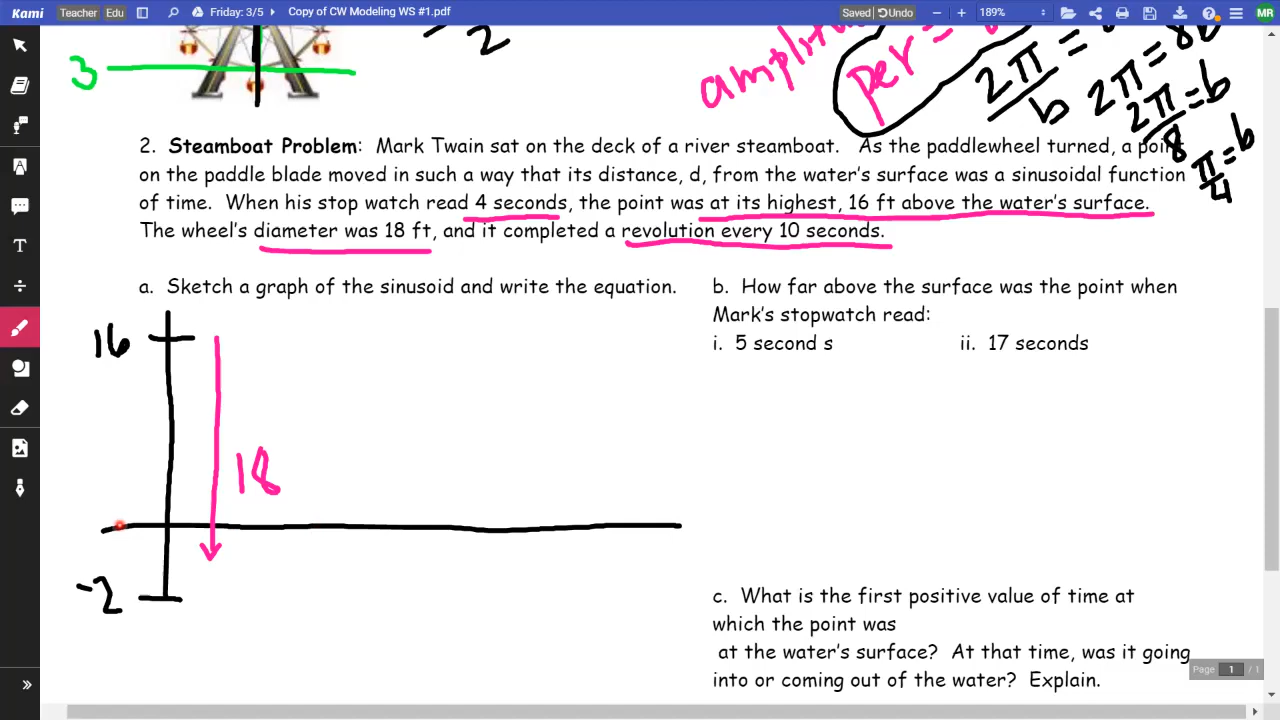 Kami
Teacher Edu Friday: 3/5 > Copy of CW Modeling WS #1.pdf Saved Undo 189% MR
3
2
per =
2π/b =
2π = 8b
2π/8 = b
π/4 = b
2. Steamboat Problem: Mark Twain sat on the deck of a river steamboat. As the paddlewheel turned, a point
on the paddle blade moved in such a way that its distance, d, from the water's surface was a sinusoidal function
of time. When his stop watch read 4 seconds, the point was at its highest, 16 ft above the water's surface.
The wheel's diameter was 18 ft, and it completed a revolution every 10 seconds.
a. Sketch a graph of the sinusoid and write the equation.
16
18
-2
b. How far above the surface was the point when
Mark's stopwatch read:
i. 5 second s ii. 17 seconds
c. What is the first positive value of time at
which the point was
at the water's surface? At that time, was it going
into or coming out of the water? Explain.
Page 1 / 1